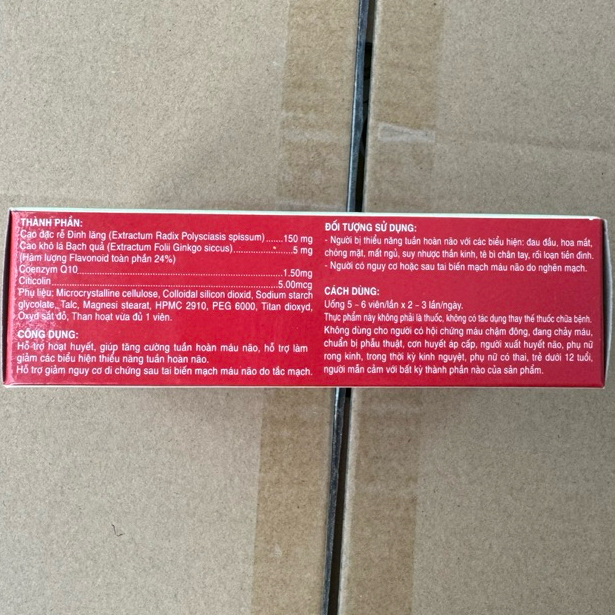 THÀNH PHẦN:
Cao đặc rễ Đinh lăng (Extractum Radix Polysciasis spissum).......150 mg
Cao khô lá Bạch quả (Extractum Folii Ginkgo siccus)...............5 mg
(Hàm lượng Flavonoid toàn phần 24%)
Coenzym Q10...............1.50mg
Citicolin...............5.00mcg
Phụ liệu: Microcrystalline cellulose, Colloidal silicon dioxid, Sodium starch
glycolate, Talc, Magnesi stearat, HPMC 2910, PEG 6000, Titan dioxyd,
Oxyd sắt đỏ, Than hoạt vừa đủ 1 viên.
CÔNG DỤNG:
Hỗ trợ hoạt huyết, giúp tăng cường tuần hoàn máu não, hỗ trợ làm
giảm các biểu hiện thiểu năng tuần hoàn não.
Hỗ trợ giảm nguy cơ di chứng sau tai biến mạch máu não do tắc mạch.
ĐỐI TƯỢNG SỬ DỤNG:
- Người bị thiểu năng tuần hoàn não với các biểu hiện: đau đầu, hoa mắt,
chóng mặt, mất ngủ, suy nhược thần kinh, tê bì chân tay, rối loạn tiền đình.
- Người có nguy cơ hoặc sau tai biến mạch máu não do nghẽn mạch.
CÁCH DÙNG:
Uống 5 – 6 viên/lần x 2 – 3 lần/ngày.
Thực phẩm này không phải là thuốc, không có tác dụng thay thế thuốc chữa bệnh.
Không dùng cho người có hội chứng máu chậm đông, đang chảy máu,
chuẩn bị phẫu thuật, cơn huyết áp cấp, người xuất huyết não, phụ nữ
rong kinh, trong thời kỳ kinh nguyệt, phụ nữ có thai, trẻ dưới 12 tuổi,
người mẫn cảm với bất kỳ thành phần nào của sản phẩm.